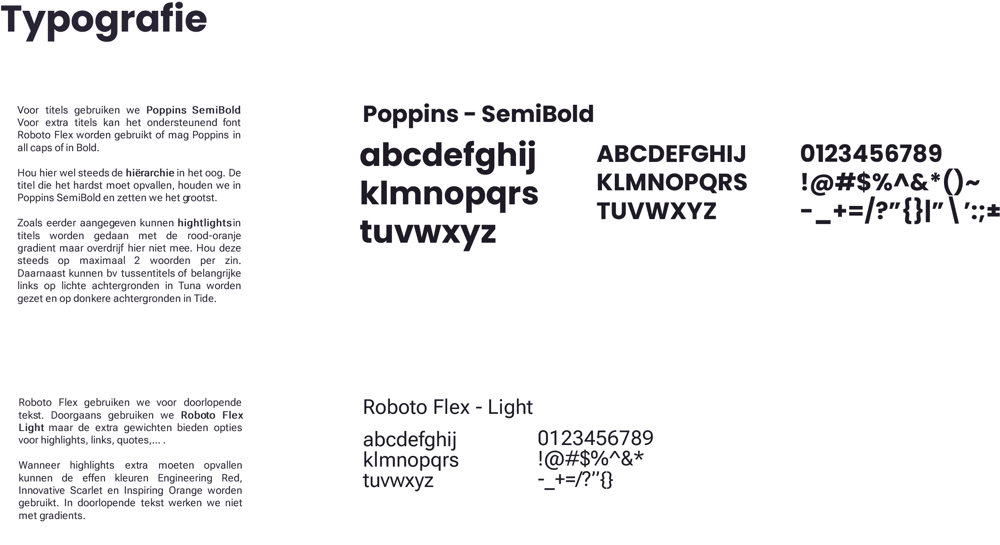 Typografie
Voor titels gebruiken we Poppins SemiBold.
Voor extra titels kan het ondersteunend font
Roboto Flex worden gebruikt of mag Poppins in
all caps of in Bold.
Hou hier wel steeds de hiërarchie in het oog. De
titel die het hardst moet opvallen, houden we in
Poppins SemiBold en zetten we het grootst.
Zoals eerder aangegeven kunnen hightlights in
titels worden gedaan met de rood-oranje
gradient maar overdrijf hier niet mee. Hou deze
steeds op maximaal 2 woorden per zin.
Daarnaast kunnen bv tussentitels of belangrijke
links op lichte achtergronden in Tuna worden
gezet en op donkere achtergronden in Tide.
Poppins - SemiBold
abcdefghij
klmnopqrs
tuvwxyz
ABCDEFGHIJ
KLMNOPQRS
TUVWXYZ
0123456789
!@#$%^&*()~
-_+=/?”{}|”\’:;±
Roboto Flex gebruiken we voor doorlopende
tekst. Doorgaans gebruiken we Roboto Flex
Light maar de extra gewichten bieden opties
voor highlights, links, quotes,... .
Wanneer highlights extra moeten opvallen
kunnen de effen kleuren Engineering Red,
Innovative Scarlet en Inspiring Orange worden
gebruikt. In doorlopende tekst werken we niet
met gradients.
Roboto Flex - Light
abcdefghij
klmnopqrs
tuvwxyz
0123456789
!@#$%^&*
-_+=/?’’{}